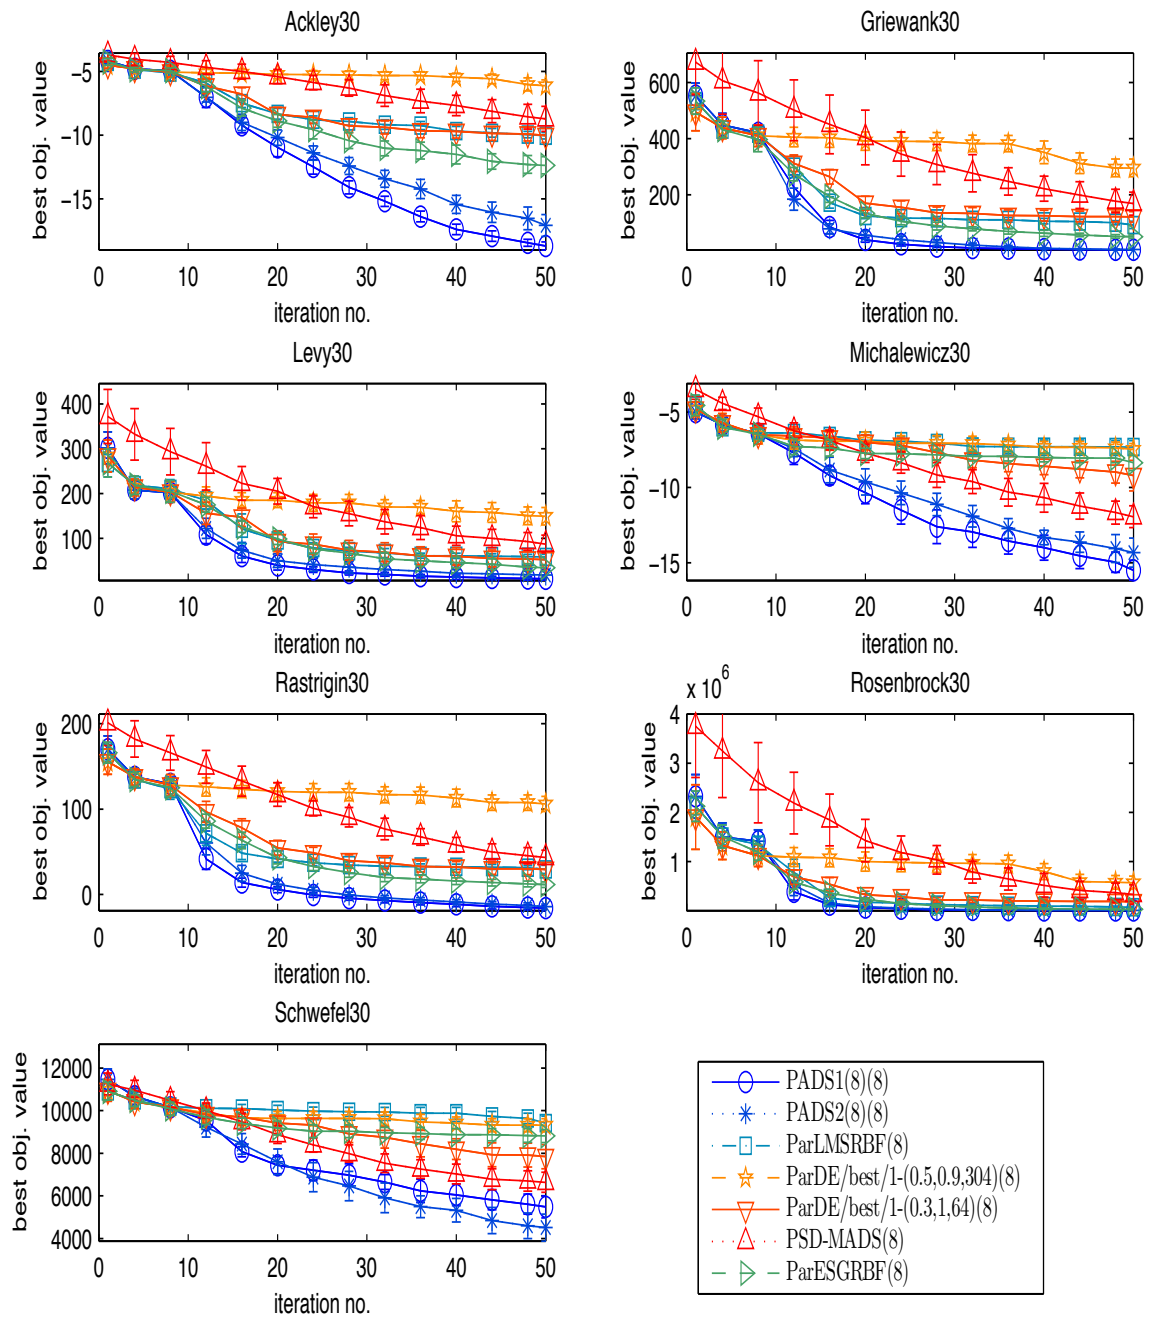 Ackley30
best obj. value
−5
−10
−15
0 10 20 30 40 50
iteration no.
Griewank30
best obj. value
600
400
200
0 10 20 30 40 50
iteration no.
Levy30
best obj. value
400
300
200
100
0 10 20 30 40 50
iteration no.
Michalewicz30
best obj. value
−5
−10
−15
0 10 20 30 40 50
iteration no.
Rastrigin30
best obj. value
200
100
0
0 10 20 30 40 50
iteration no.
x 10^6
Rosenbrock30
best obj. value
4
3
2
1
0 10 20 30 40 50
iteration no.
Schwefel30
best obj. value
12000
10000
8000
6000
4000
0 10 20 30 40 50
iteration no.
PADS1(8)(8)
PADS2(8)(8)
ParLMSRBF(8)
ParDE/best/1-(0.5,0.9,304)(8)
ParDE/best/1-(0.3,1,64)(8)
PSD-MADS(8)
ParESGRBF(8)